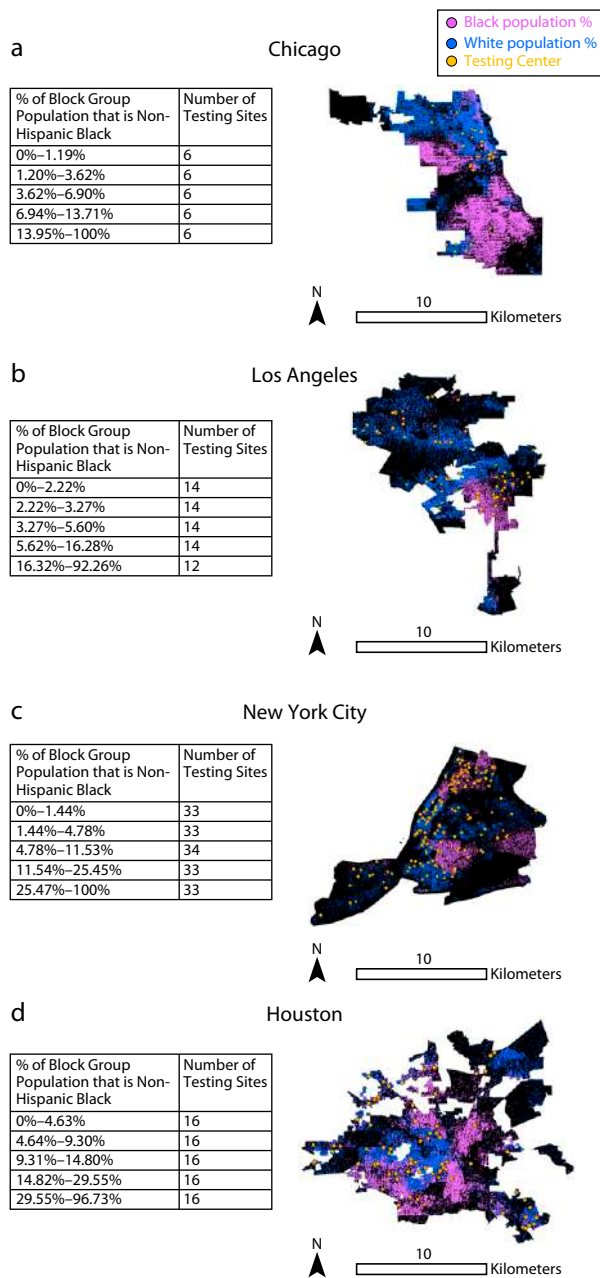 Black population %
White population %
Testing Center
a
Chicago
% of Block Group Population that is Non-Hispanic Black	Number of Testing Sites
0%–1.19%	6
1.20%–3.62%	6
3.62%–6.90%	6
6.94%–13.71%	6
13.95%–100%	6
N
10
Kilometers
b
Los Angeles
% of Block Group Population that is Non-Hispanic Black	Number of Testing Sites
0%–2.22%	14
2.22%–3.27%	14
3.27%–5.60%	14
5.62%–16.28%	14
16.32%–92.26%	12
N
10
Kilometers
c
New York City
% of Block Group Population that is Non-Hispanic Black	Number of Testing Sites
0%–1.44%	33
1.44%–4.78%	33
4.78%–11.53%	34
11.54%–25.45%	33
25.47%–100%	33
N
10
Kilometers
d
Houston
% of Block Group Population that is Non-Hispanic Black	Number of Testing Sites
0%–4.63%	16
4.64%–9.30%	16
9.31%–14.80%	16
14.82%–29.55%	16
29.55%–96.73%	16
N
10
Kilometers